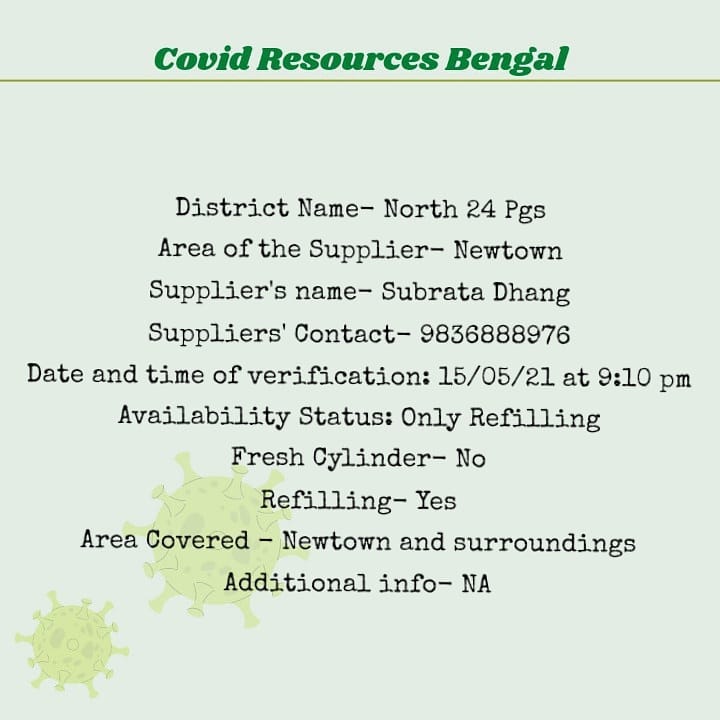 Covid Resources Bengal
District Name- North 24 Pgs
Area of the Supplier- Newtown
Supplier's name- Subrata Dhang
Suppliers' Contact- 9836888976
Date and time of verification: 15/05/21 at 9:10 pm
Availability Status: Only Refilling
Fresh Cylinder- No
Refilling- Yes
Area Covered - Newtown and surroundings
Additional info- NA